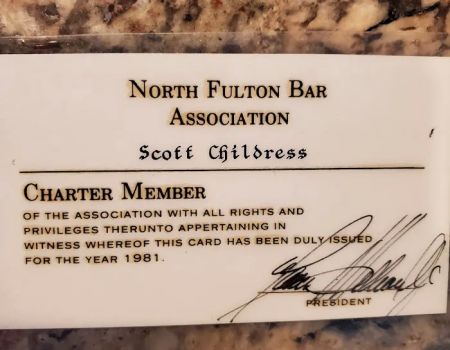 North Fulton Bar
Association
Scott Childress
Charter Member
OF THE ASSOCIATION WITH ALL RIGHTS AND
PRIVILEGES THERUNTO APPERTAINING IN
WITNESS WHEREOF THIS CARD HAS BEEN DULY ISSUED
FOR THE YEAR 1981.
PRESIDENT